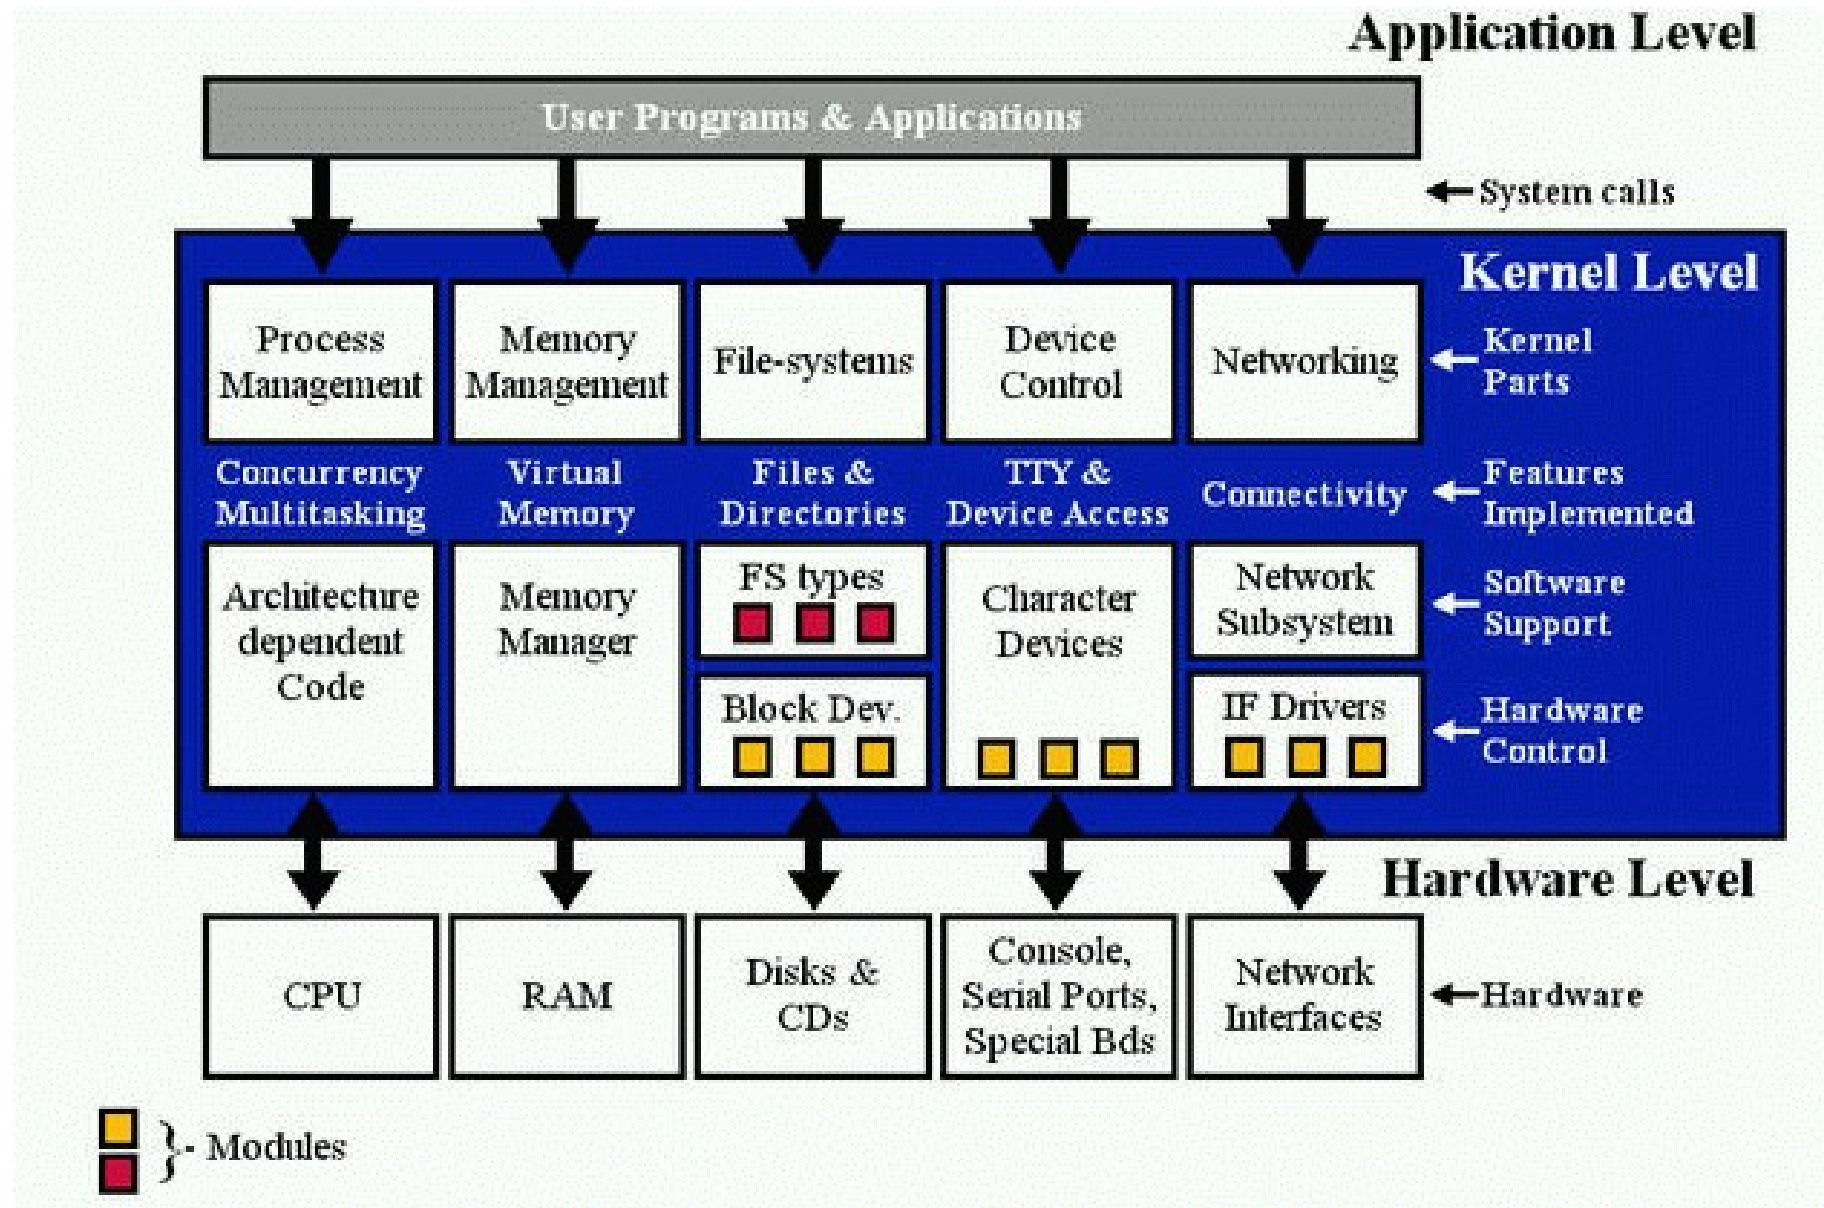 Application Level
User Programs & Applications
System calls
Kernel Level
Process
Management
Memory
Management
File-systems
Device
Control
Networking
Kernel
Parts
Concurrency
Multitasking
Virtual
Memory
Files &
Directories
TTY &
Device Access
Connectivity
Features
Implemented
Architecture
dependent
Code
Memory
Manager
FS types
Block Dev.
Character
Devices
Network
Subsystem
IF Drivers
Software
Support
Hardware
Control
Hardware Level
CPU
RAM
Disks &
CDs
Console,
Serial Ports,
Special Bds
Network
Interfaces
Hardware
}- Modules